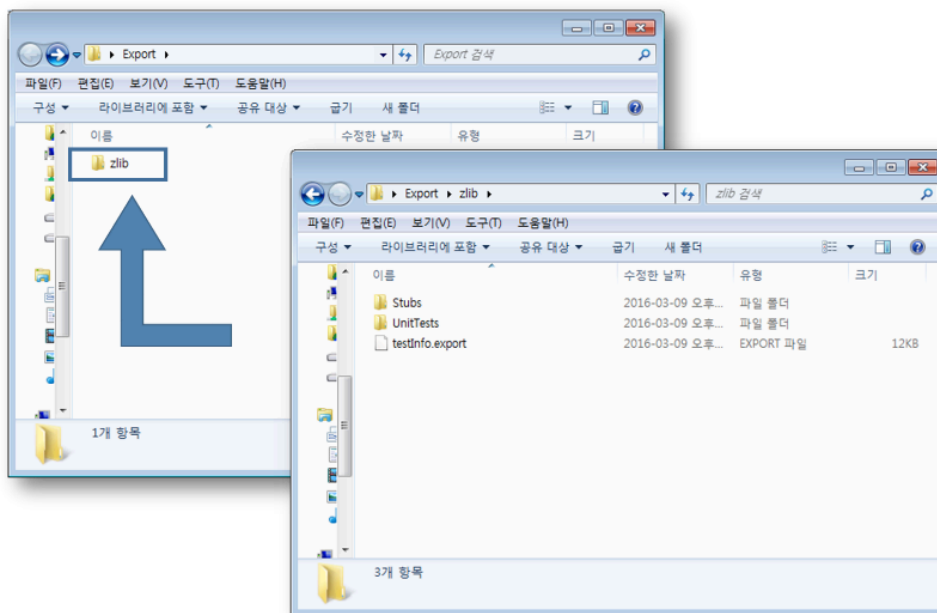 Export
Export 검색
파일(F) 편집(E) 보기(V) 도구(T) 도움말(H)
구성 라이브러리에 포함 공유 대상 굽기 새 폴더
이름 수정한 날짜 유형 크기
zlib
1개 항목
Export zlib
zlib 검색
파일(F) 편집(E) 보기(V) 도구(T) 도움말(H)
구성 라이브러리에 포함 공유 대상 굽기 새 폴더
이름 수정한 날짜 유형 크기
Stubs 2016-03-09 오후... 파일 폴더
UnitTests 2016-03-09 오후... 파일 폴더
testInfo.export 2016-03-09 오후... EXPORT 파일 12KB
3개 항목